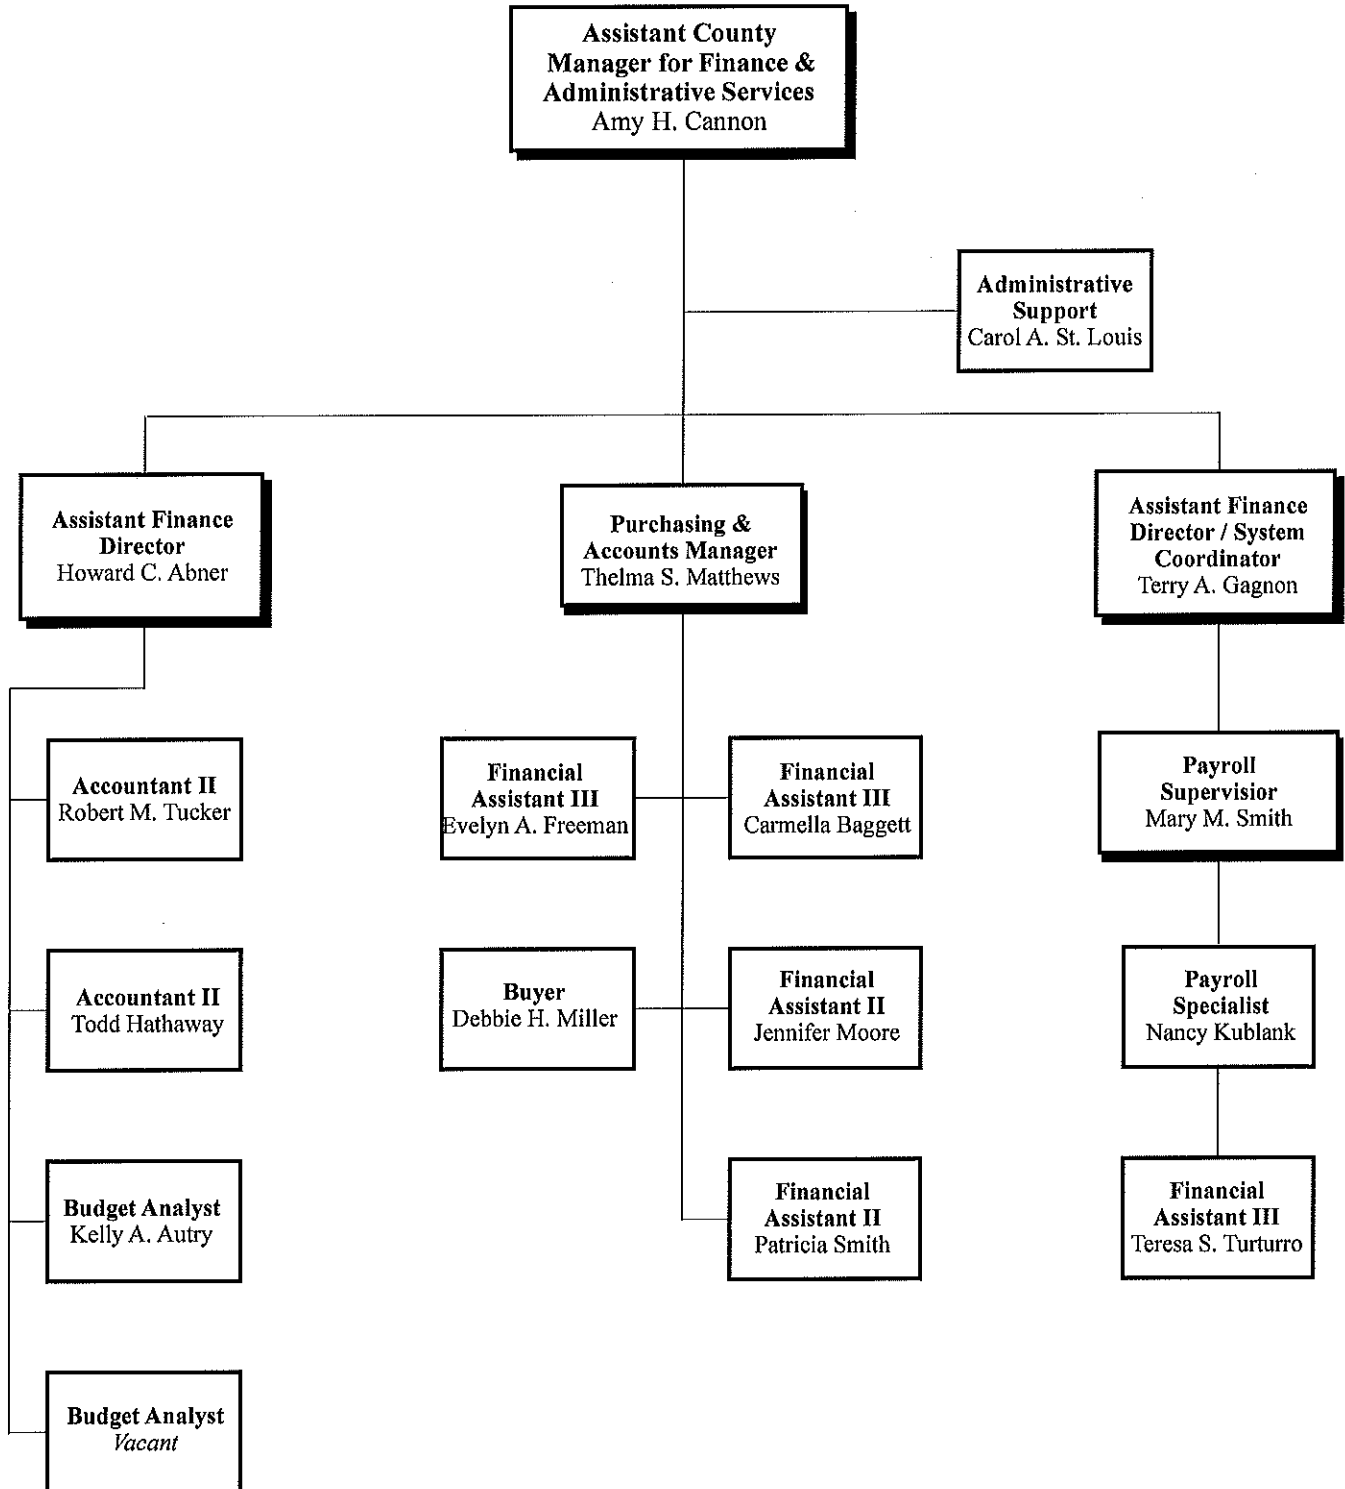 Assistant County
Manager for Finance &
Administrative Services
Amy H. Cannon
Administrative
Support
Carol A. St. Louis
Assistant Finance
Director
Howard C. Abner
Purchasing &
Accounts Manager
Thelma S. Matthews
Assistant Finance
Director / System
Coordinator
Terry A. Gagnon
Accountant II
Robert M. Tucker
Financial
Assistant III
Evelyn A. Freeman
Financial
Assistant III
Carmella Baggett
Payroll
Supervisior
Mary M. Smith
Accountant II
Todd Hathaway
Buyer
Debbie H. Miller
Financial
Assistant II
Jennifer Moore
Payroll
Specialist
Nancy Kublank
Budget Analyst
Kelly A. Autry
Financial
Assistant II
Patricia Smith
Financial
Assistant III
Teresa S. Turturro
Budget Analyst
Vacant